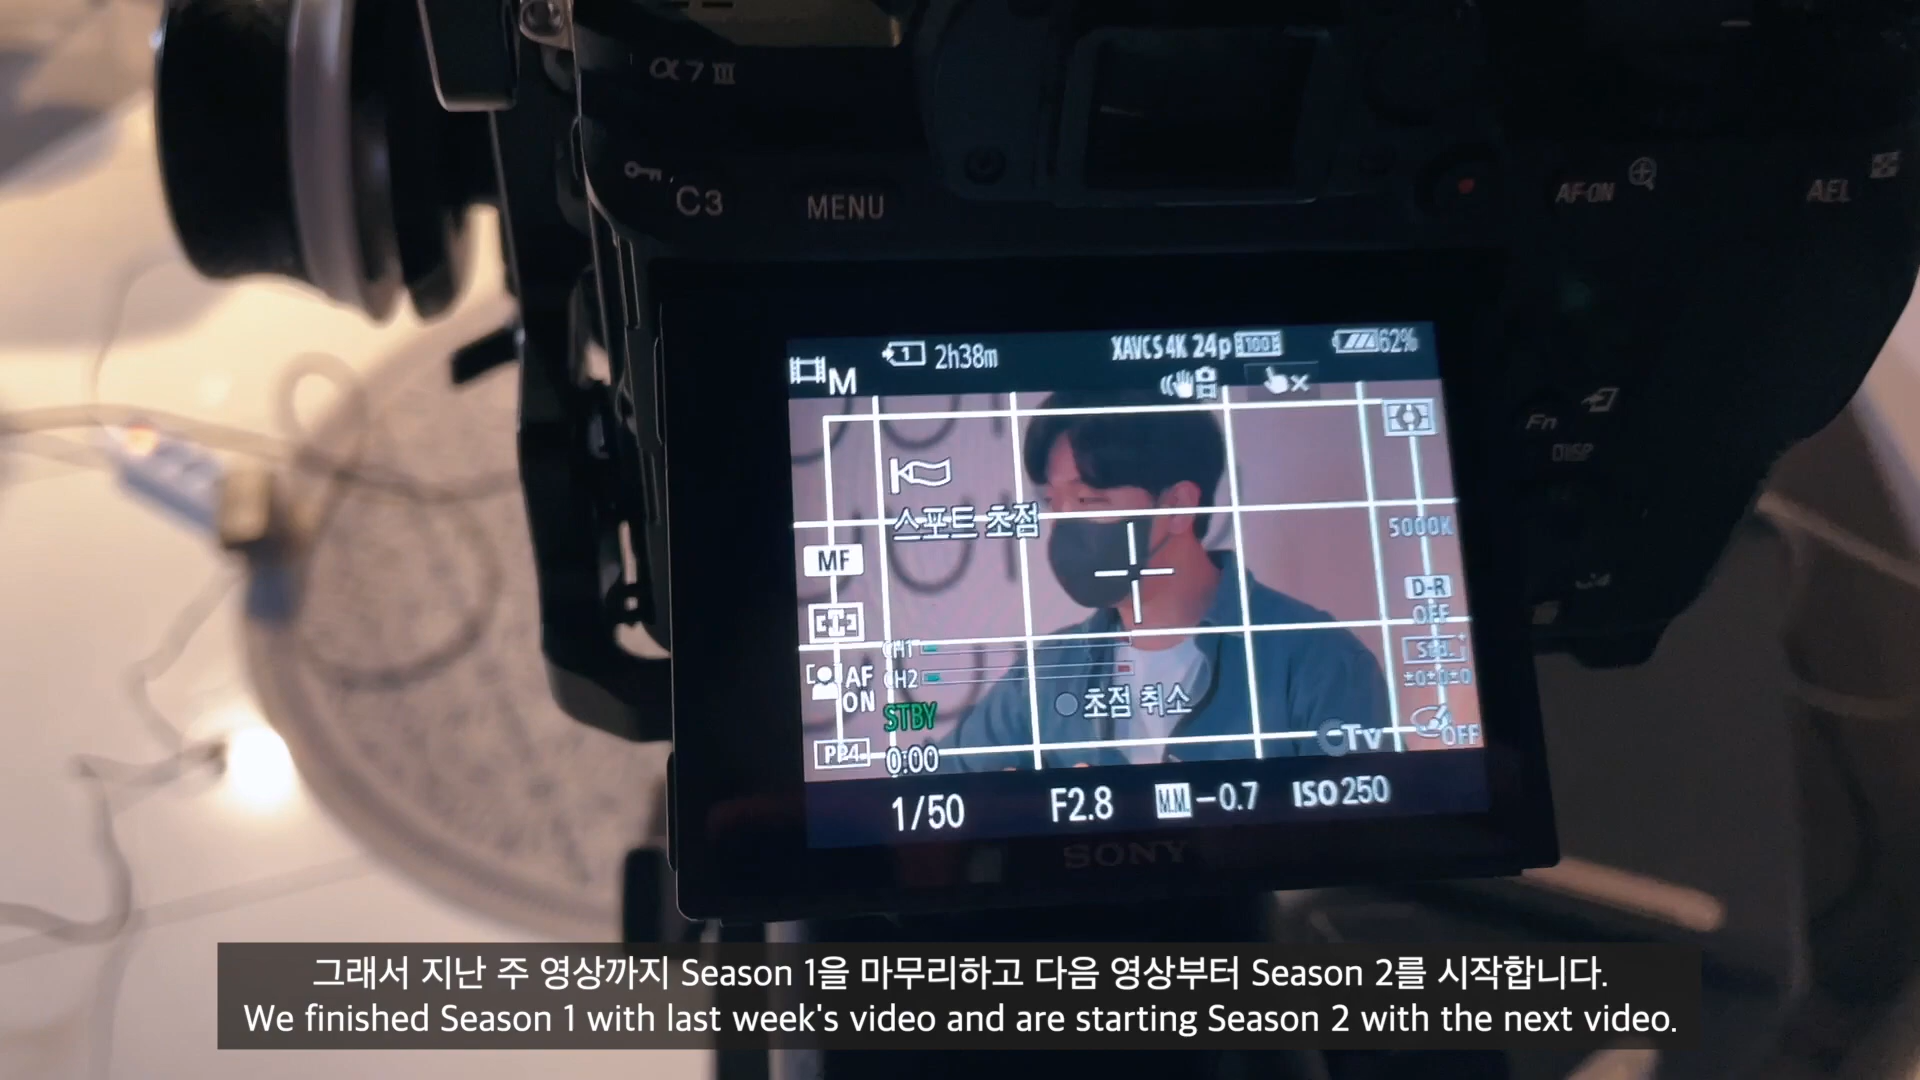 α7III
C3
MENU
AF-ON
AEL
1 2h38m
XAVC S 4K 24p 100
62%
M
Fn
DISP
스포트 초점
5000K
MF
D-R
OFF
CH1
Std.
AF
ON
CH2
±0±0±0
초점 취소
STBY
Tv
OFF
PP4
0:00
1/50
F2.8
M.M. -0.7
ISO 250
SONY
그래서 지난 주 영상까지 Season 1을 마무리하고 다음 영상부터 Season 2를 시작합니다.
We finished Season 1 with last week's video and are starting Season 2 with the next video.